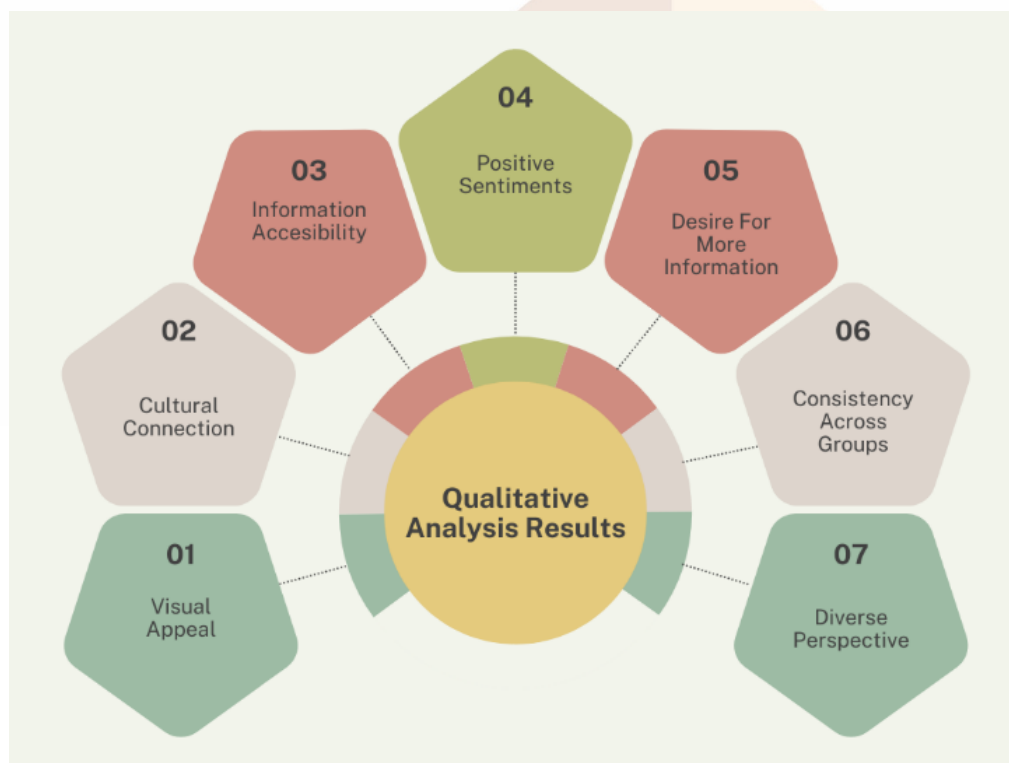 01
Visual
Appeal
02
Cultural
Connection
03
Information
Accesibility
04
Positive
Sentiments
05
Desire For
More
Information
06
Consistency
Across
Groups
07
Diverse
Perspective
Qualitative
Analysis Results